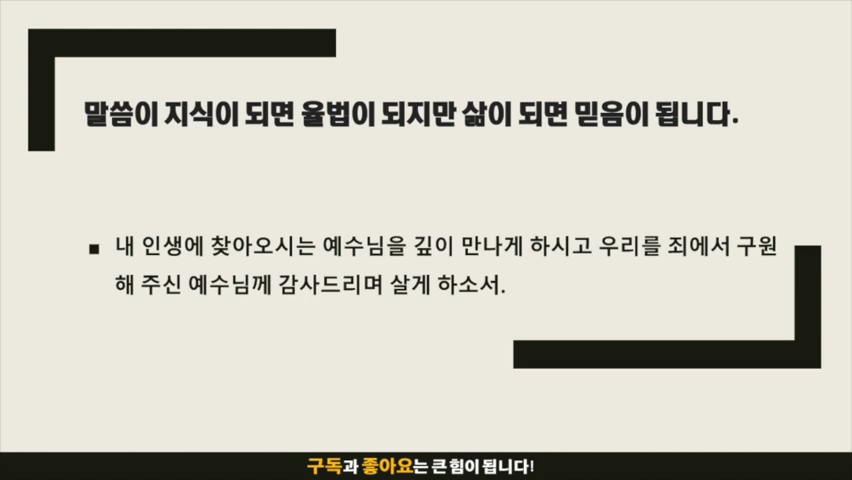 말씀이 지식이 되면 율법이 되지만 삶이 되면 믿음이 됩니다.
■ 내 인생에 찾아오시는 예수님을 깊이 만나게 하시고 우리를 죄에서 구원
해 주신 예수님께 감사드리며 살게 하소서.
구독과 좋아요는 큰 힘이 됩니다!